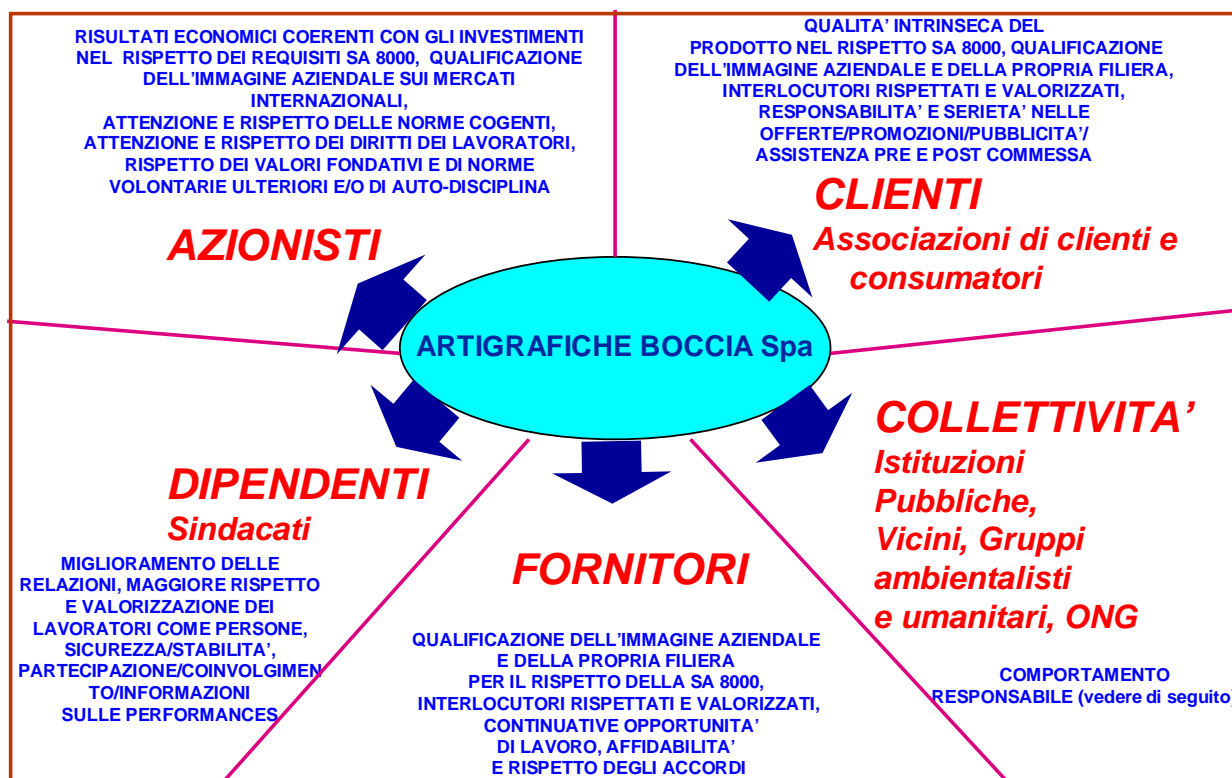 RISULTATI ECONOMICI COERENTI CON GLI INVESTIMENTI
NEL RISPETTO DEI REQUISITI SA 8000, QUALIFICAZIONE
DELL'IMMAGINE AZIENDALE SUI MERCATI
INTERNAZIONALI,
ATTENZIONE E RISPETTO DELLE NORME COGENTI,
ATTENZIONE E RISPETTO DEI DIRITTI DEI LAVORATORI,
RISPETTO DEI VALORI FONDATIVI E DI NORME
VOLONTARIE ULTERIORI E/O DI AUTO-DISCIPLINA
AZIONISTI
QUALITA' INTRINSECA DEL
PRODOTTO NEL RISPETTO SA 8000, QUALIFICAZIONE
DELL'IMMAGINE AZIENDALE E DELLA PROPRIA FILIERA,
INTERLOCUTORI RISPETTATI E VALORIZZATI,
RESPONSABILITA' E SERIETA' NELLE
OFFERTE/PROMOZIONI/PUBBLICITA'/
ASSISTENZA PRE E POST COMMESSA
CLIENTI
Associazioni di clienti e
consumatori
ARTIGRAFICHE BOCCIA Spa
DIPENDENTI
Sindacati
MIGLIORAMENTO DELLE
RELAZIONI, MAGGIORE RISPETTO
E VALORIZZAZIONE DEI
LAVORATORI COME PERSONE,
SICUREZZA/STABILITA',
PARTECIPAZIONE/COINVOLGIMEN
TO/INFORMAZIONI
SULLE PERFORMANCES
FORNITORI
QUALIFICAZIONE DELL'IMMAGINE AZIENDALE
E DELLA PROPRIA FILIERA
PER IL RISPETTO DELLA SA 8000,
INTERLOCUTORI RISPETTATI E VALORIZZATI,
CONTINUATIVE OPPORTUNITA'
DI LAVORO, AFFIDABILITA'
E RISPETTO DEGLI ACCORDI
COLLETTIVITA'
Istituzioni
Pubbliche,
Vicini, Gruppi
ambientalisti
e umanitari, ONG
COMPORTAMENTO
RESPONSABILE (vedere di seguito)